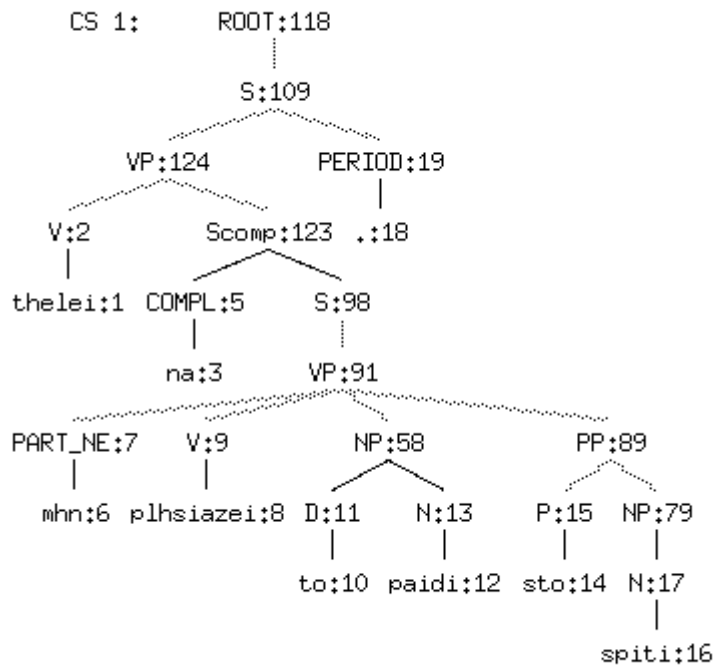 CS 1: ROOT:118
S:109
VP:124 PERIOD:19
V:2 Scomp:123 .:18
thelei:1 COMPL:5 S:98
na:3 VP:91
PART_NE:7 V:9 NP:58 PP:89
mhn:6 plhsiazei:8 D:11 N:13 P:15 NP:79
to:10 paidi:12 sto:14 N:17
spiti:16